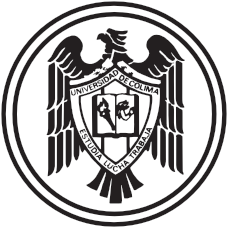 UNIVERSIDAD DE COLIMA
ESTUDIA LUCHA TRABAJA